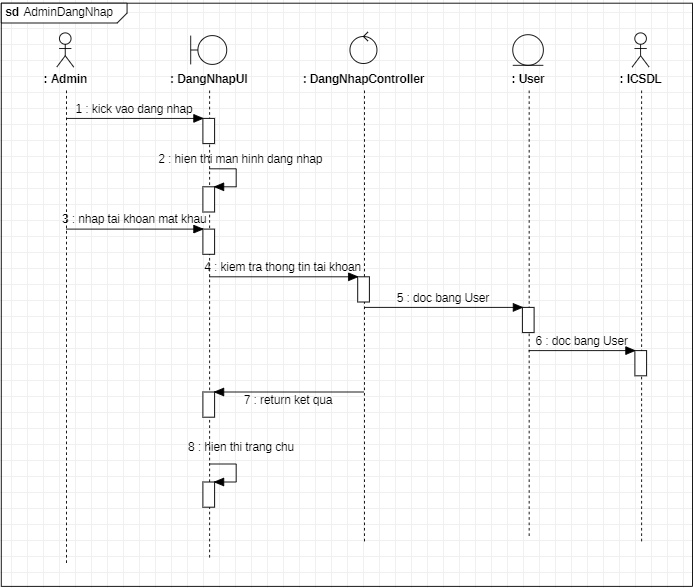 sd AdminDangNhap
: Admin
: DangNhapUI
: DangNhapController
: User
: ICSDL
1 : kick vao dang nhap
2 : hien thi man hinh dang nhap
3 : nhap tai khoan mat khau
4 : kiem tra thong tin tai khoan
5 : doc bang User
6 : doc bang User
7 : return ket qua
8 : hien thi trang chu